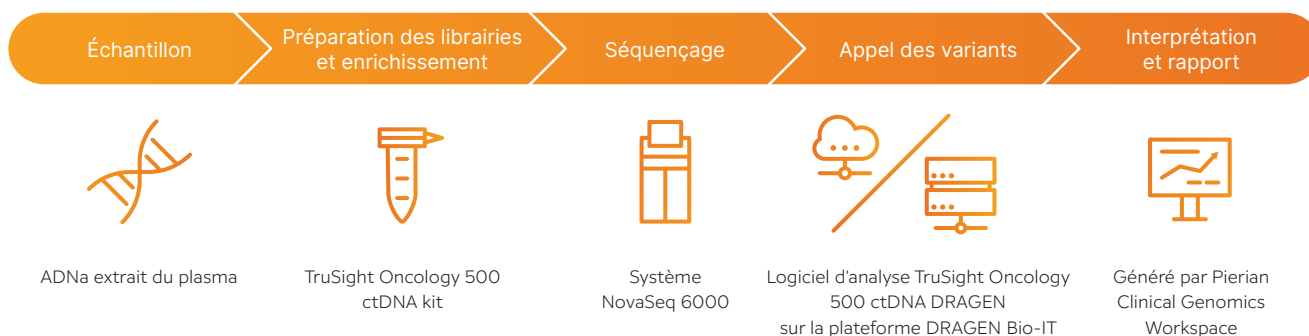 Échantillon
Préparation des librairies
et enrichissement
Séquençage
Appel des variants
Interprétation
et rapport
ADNa extrait du plasma
TruSight Oncology 500
ctDNA kit
Système
NovaSeq 6000
Logiciel d'analyse TruSight Oncology
500 ctDNA DRAGEN
sur la plateforme DRAGEN Bio-IT
Généré par Pierian
Clinical Genomics
Workspace